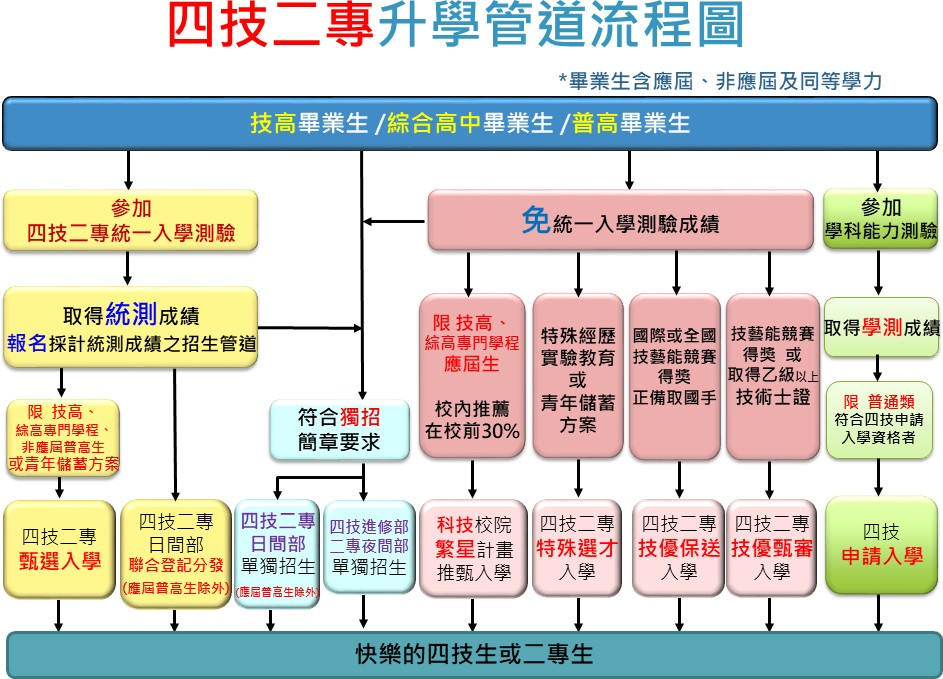 四技二專升學管道流程圖
*畢業生含應屆、非應屆及同等學力
技高畢業生 /綜合高中畢業生 /普高畢業生
參加
四技二專統一入學測驗
免統一入學測驗成績
參加
學科能力測驗
取得統測成績
報名採計統測成績之招生管道
限 技高、
綜高專門學程
應屆生
校內推薦
在校前30%
特殊經歷
實驗教育
或
青年儲蓄
方案
國際或全國
技藝能競賽
得獎
正備取國手
技藝能競賽
得獎 或
取得乙級以上
技術士證
取得學測成績
限 技高、
綜高專門學程、
非應屆普高生
或青年儲蓄方案
符合獨招
簡章要求
限 普通類
符合四技申請
入學資格者
四技二專
甄選入學
四技二專
日間部
聯合登記分發
(應屆普高生除外)
四技二專
日間部
單獨招生
(應屆普高生除外)
四技進修部
二專夜間部
單獨招生
科技校院
繁星計畫
推甄入學
四技二專
特殊選才
入學
四技二專
技優保送
入學
四技二專
技優甄審
入學
四技
申請入學
快樂的四技生或二專生